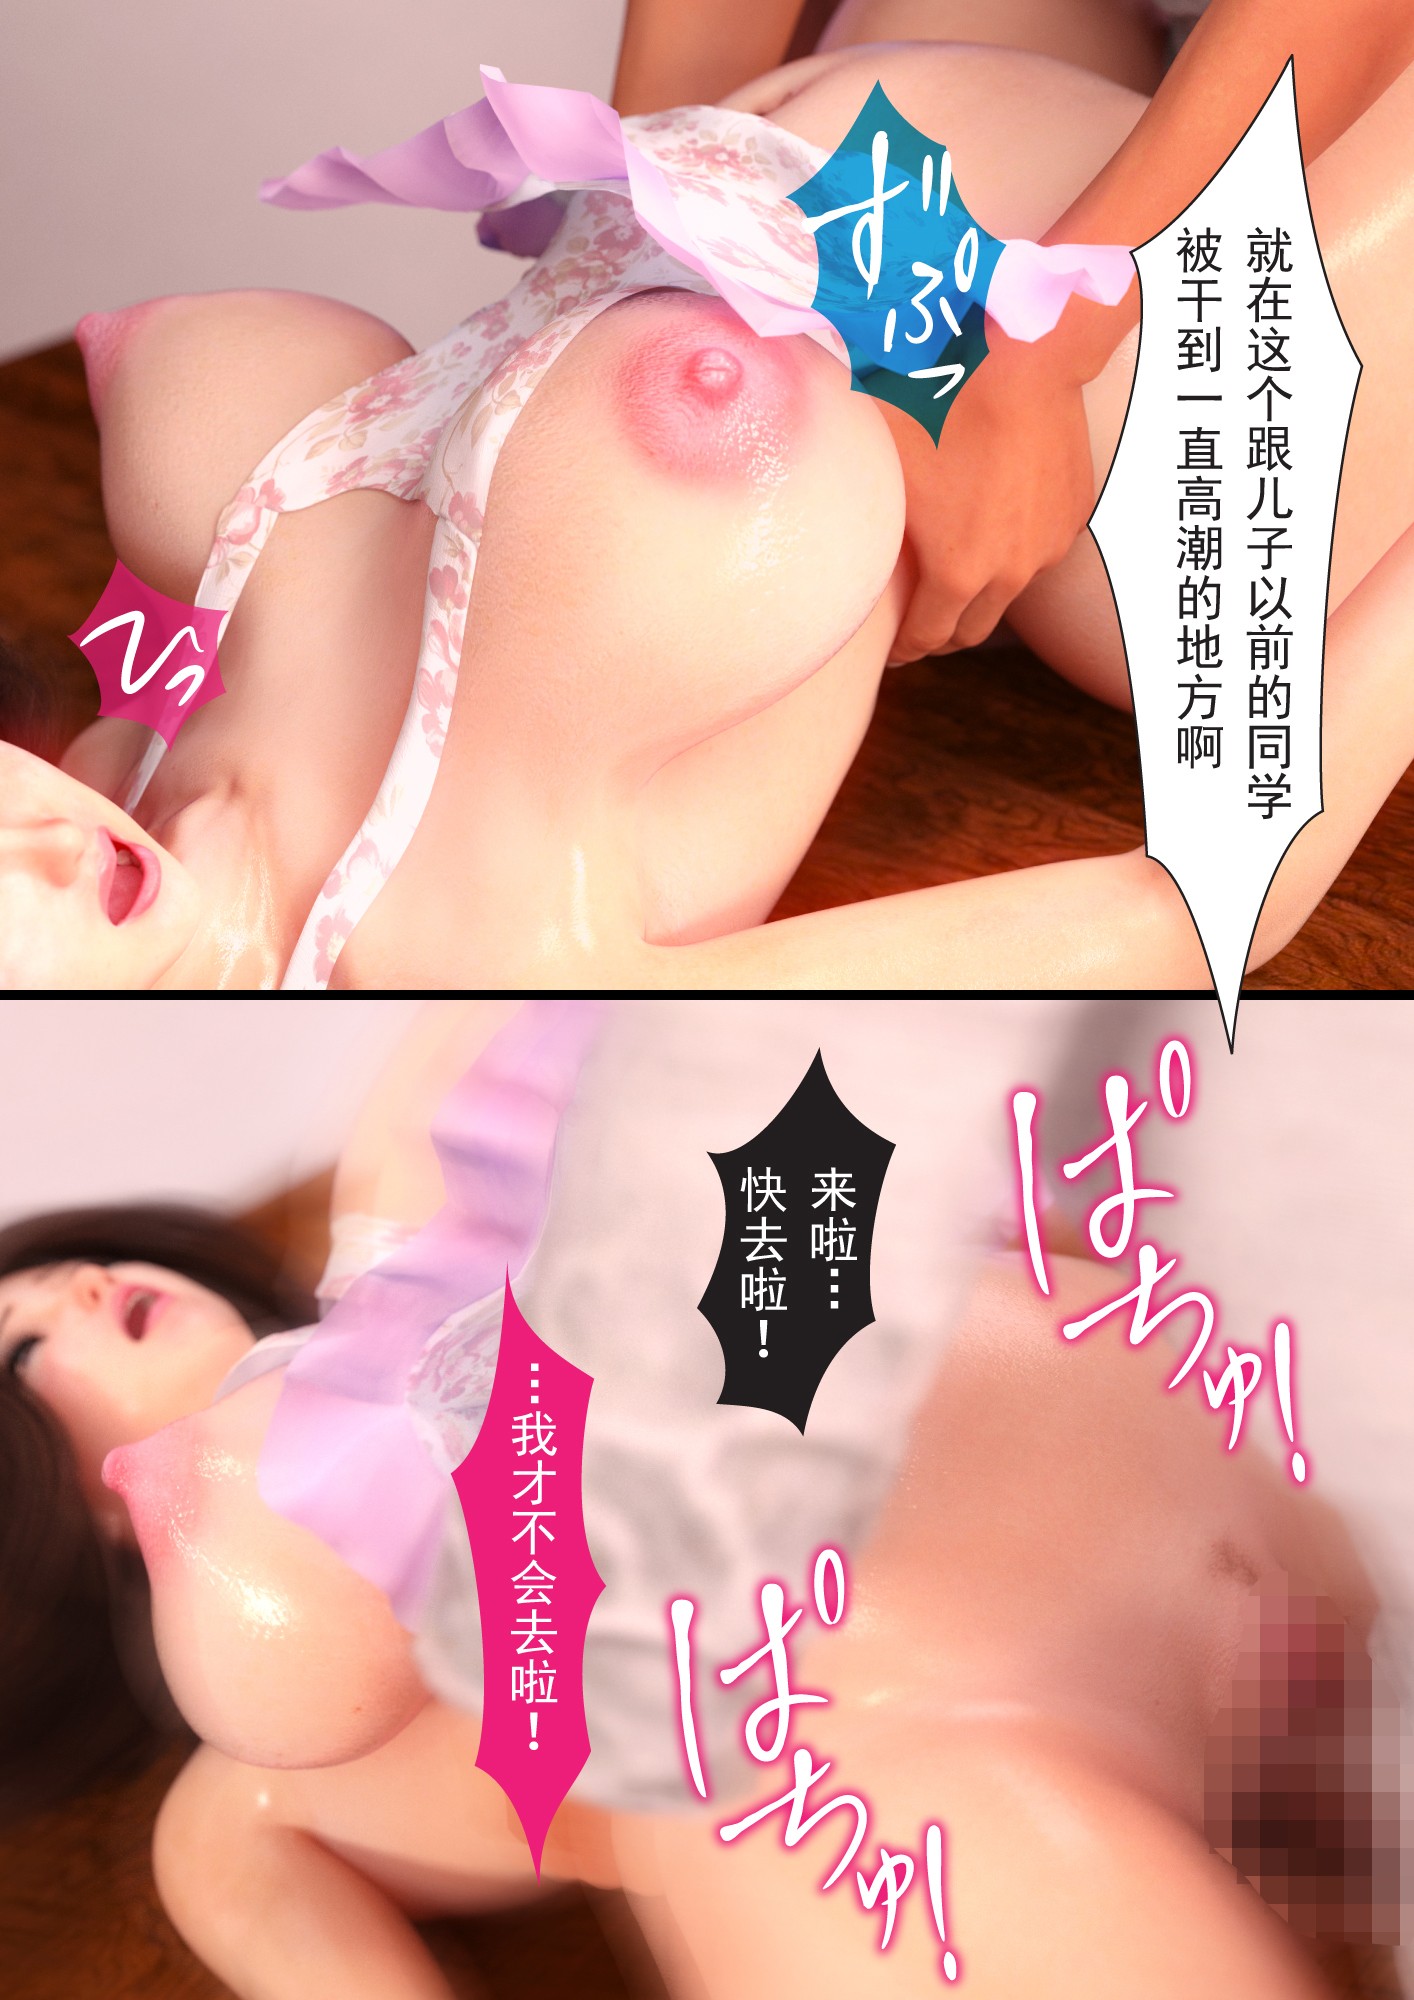 就在这个跟儿子以前的同学
被干到一直高潮的地方啊
ずぷっ
びくっ
来啦…
快去啦！
ぱちゅ！
…我才不会去啦！
ぱちゅ！